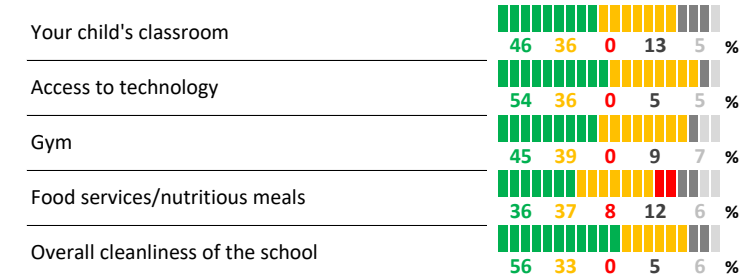 Your child's classroom
46 36 0 13 5 %
Access to technology
54 36 0 5 5 %
Gym
45 39 0 9 7 %
Food services/nutritious meals
36 37 8 12 6 %
Overall cleanliness of the school
56 33 0 5 6 %